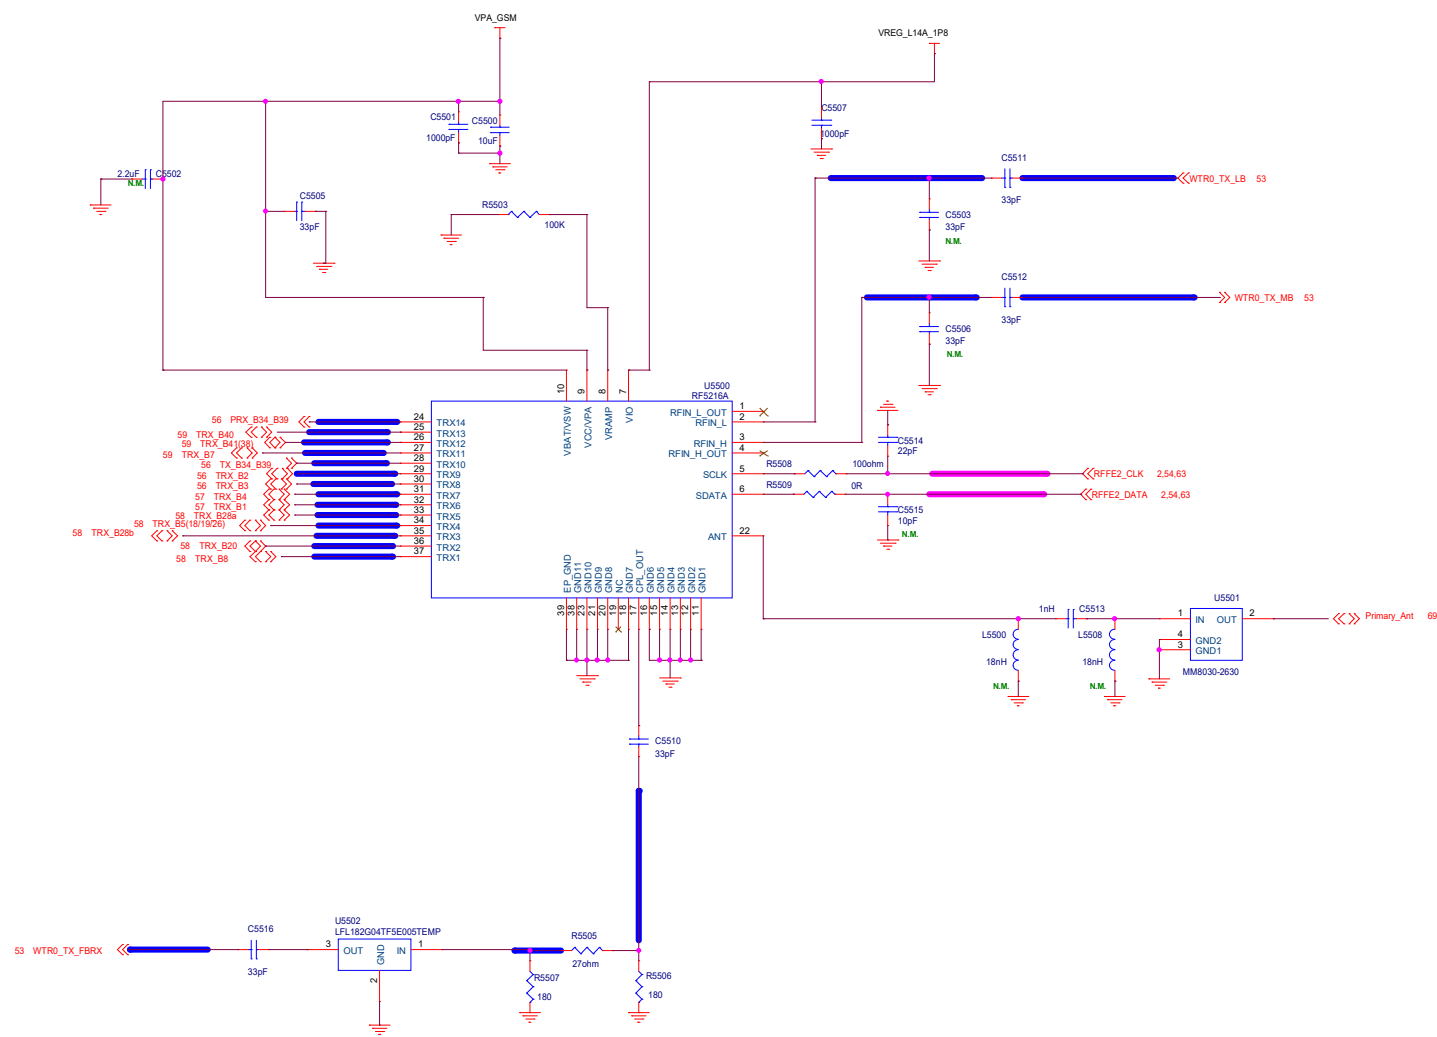 VPA_GSM
VREG_L14A_1P8
C5501
1000pF
C5500
10uF
C5507
1000pF
2.2uF C5502
N.M.
C5505
33pF
R5503
100K
C5511
33pF
WTR0_TX_LB 53
C5503
33pF
N.M.
C5512
33pF
WTR0_TX_MB 53
C5506
33pF
N.M.
U5500
RF5216A
10 VBAT/VSW
9 VCC/VPA
8 VRAMP
7 VIO
RFIN_L_OUT 1
RFIN_L 2
RFIN_H 3
RFIN_H_OUT 4
SCLK 5
SDATA 6
ANT 22
56 PRX_B34_B39 24 TRX14
59 TRX_B40 25 TRX13
59 TRX_B41(38) 26 TRX12
59 TRX_B7 27 TRX11
56 TX_B34_B39 28 TRX10
56 TRX_B2 29 TRX9
56 TRX_B3 30 TRX8
57 TRX_B4 31 TRX7
57 TRX_B1 32 TRX6
58 TRX_B28a 33 TRX5
58 TRX_B5(18/19/26) 34 TRX4
58 TRX_B28b 35 TRX3
58 TRX_B20 36 TRX2
58 TRX_B8 37 TRX1
C5514
22pF
R5508 100ohm
RFFE2_CLK 2,54,63
R5509 0R
RFFE2_DATA 2,54,63
C5515
10pF
N.M.
EP_GND 39
GND11 38
GND10 23
GND9 21
GND8 20
NC 19
GND7 18
CPL_OUT 17
GND6 16
GND5 15
GND4 14
GND3 13
GND2 12
GND1 11
1nH C5513
L5500
18nH
N.M.
L5508
18nH
N.M.
U5501
1 IN OUT 2
4 GND2
3 GND1
MM8030-2630
Primary_Ant 69
C5510
33pF
53 WTR0_TX_FBRX
C5516
33pF
U5502
LFL182G04TF5E005TEMP
3 OUT GND IN 1
2
R5505
27ohm
R5507
180
R5506
180